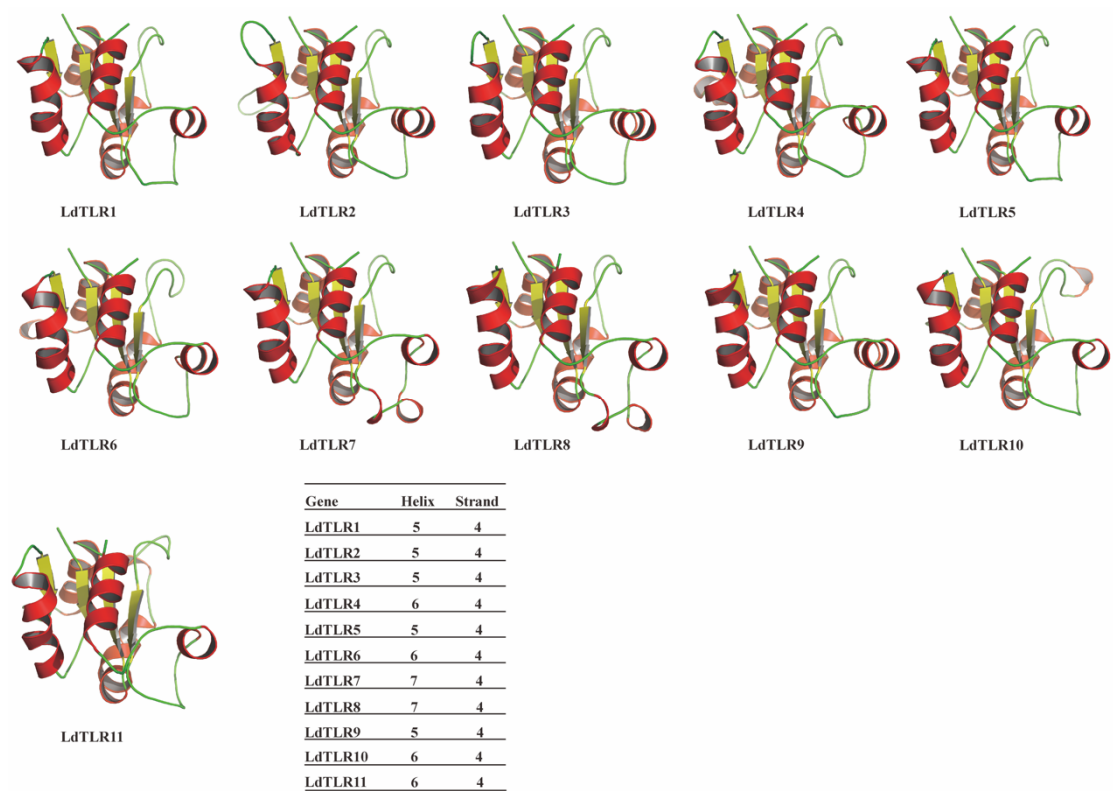 LdTLR1 LdTLR2 LdTLR3 LdTLR4 LdTLR5
LdTLR6 LdTLR7 LdTLR8 LdTLR9 LdTLR10
LdTLR11
Gene Helix Strand
LdTLR1 5 4
LdTLR2 5 4
LdTLR3 5 4
LdTLR4 6 4
LdTLR5 5 4
LdTLR6 6 4
LdTLR7 7 4
LdTLR8 7 4
LdTLR9 5 4
LdTLR10 6 4
LdTLR11 6 4